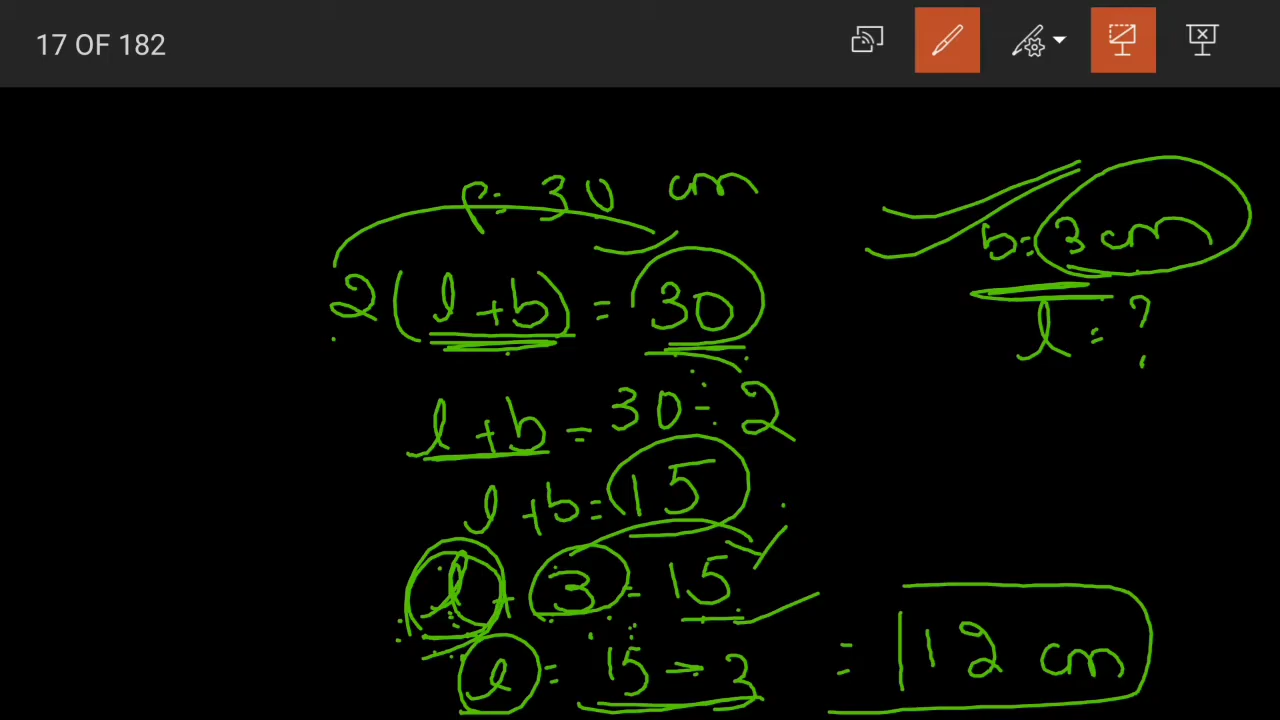 17 OF 182
p = 30 cm
b = 3 cm
2(l+b) = 30
l = ?
l+b = 30 ÷ 2
l+b = 15
l + 3 = 15
l = 15 - 3 = 12 cm